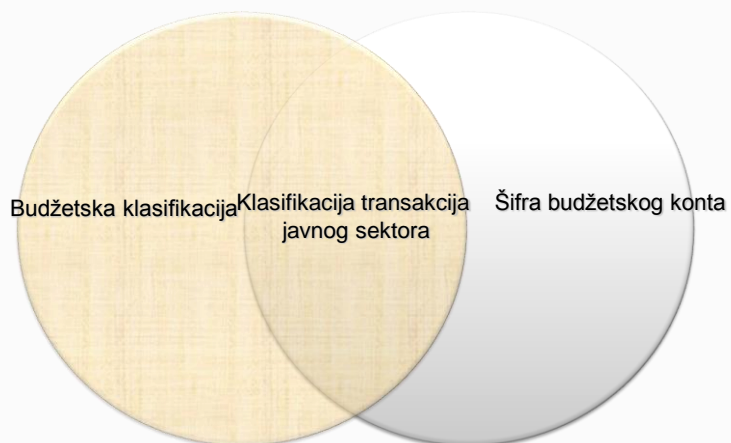 Budžetska klasifikacija
Klasifikacija transakcija
javnog sektora
Šifra budžetskog konta